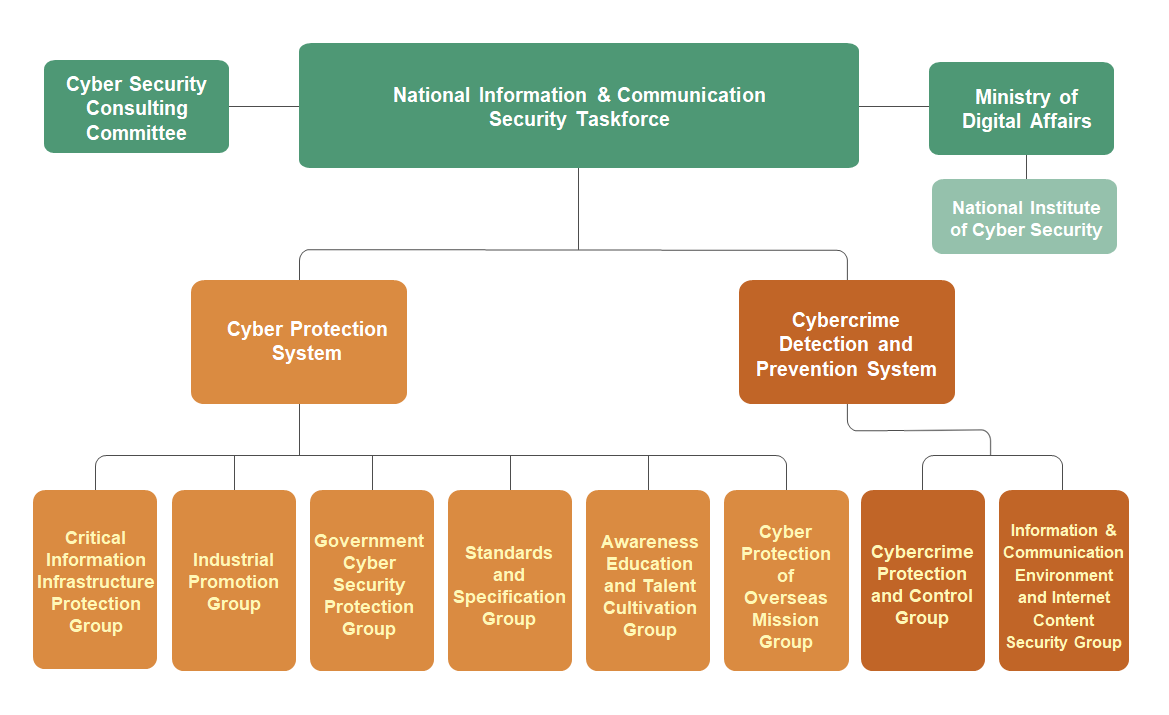 Cyber Security
Consulting
Committee
National Information & Communication
Security Taskforce
Ministry of
Digital Affairs
National Institute
of Cyber Security
Cyber Protection
System
Cybercrime
Detection and
Prevention System
Critical
Information
Infrastructure
Protection
Group
Industrial
Promotion
Group
Government
Cyber
Security
Protection
Group
Standards
and
Specification
Group
Awareness
Education
and Talent
Cultivation
Group
Cyber
Protection
of
Overseas
Mission
Group
Cybercrime
Protection
and Control
Group
Information &
Communication
Environment
and Internet
Content
Security Group